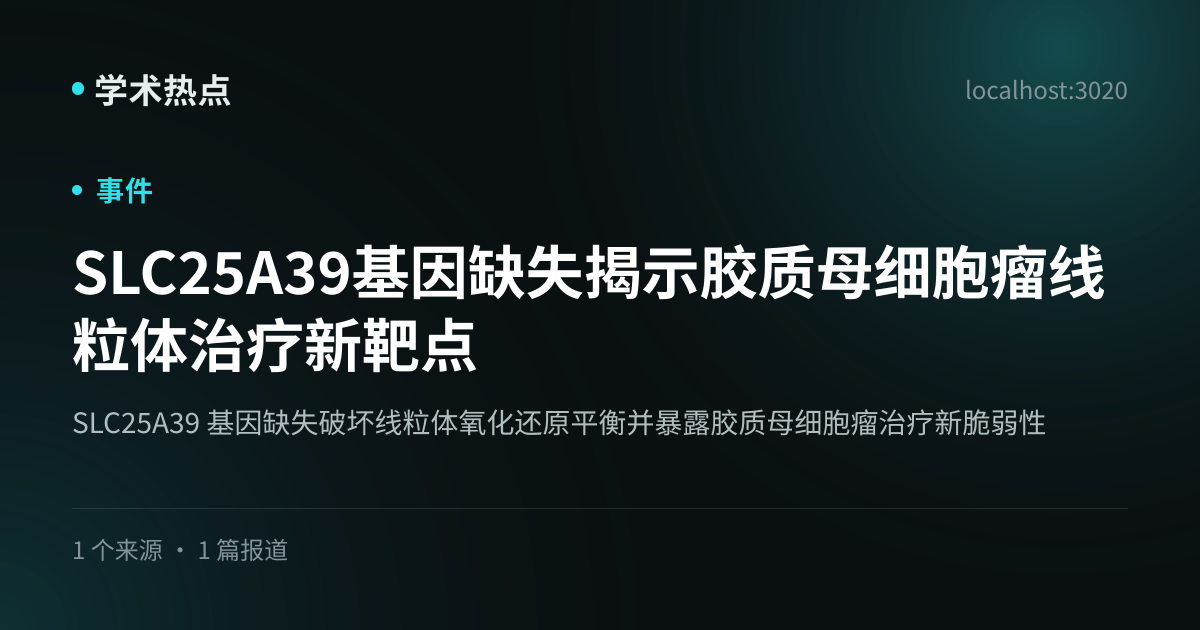 学术热点
localhost:3020
事件
SLC25A39基因缺失揭示胶质母细胞瘤线
粒体治疗新靶点
SLC25A39 基因缺失破坏线粒体氧化还原平衡并暴露胶质母细胞瘤治疗新脆弱性
1 个来源 · 1 篇报道